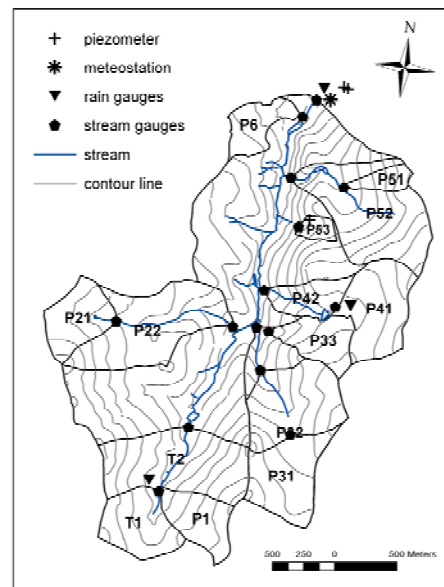 piezometer
meteostation
rain gauges
stream gauges
stream
contour line
N
P6
P51
P52
P53
P42
P41
P21
P22
P33
P32
T2
P31
T1
P1
500 250 0 500 Meters